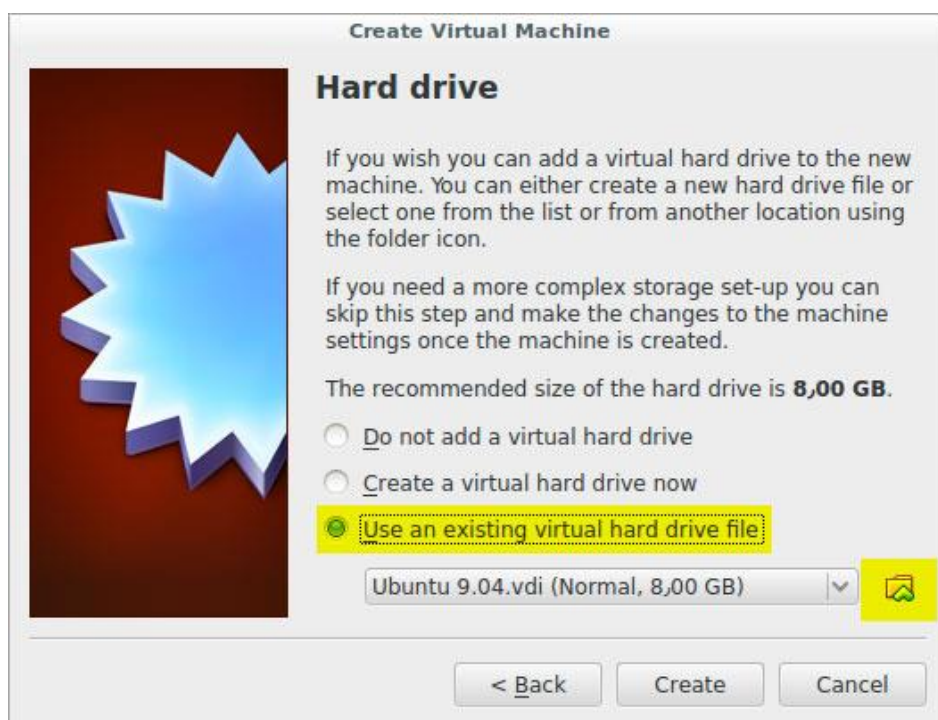 Create Virtual Machine
Hard drive
If you wish you can add a virtual hard drive to the new
machine. You can either create a new hard drive file or
select one from the list or from another location using
the folder icon.
If you need a more complex storage set-up you can
skip this step and make the changes to the machine
settings once the machine is created.
The recommended size of the hard drive is 8,00 GB.
Do not add a virtual hard drive
Create a virtual hard drive now
Use an existing virtual hard drive file
Ubuntu 9.04.vdi (Normal, 8,00 GB)
< Back
Create
Cancel